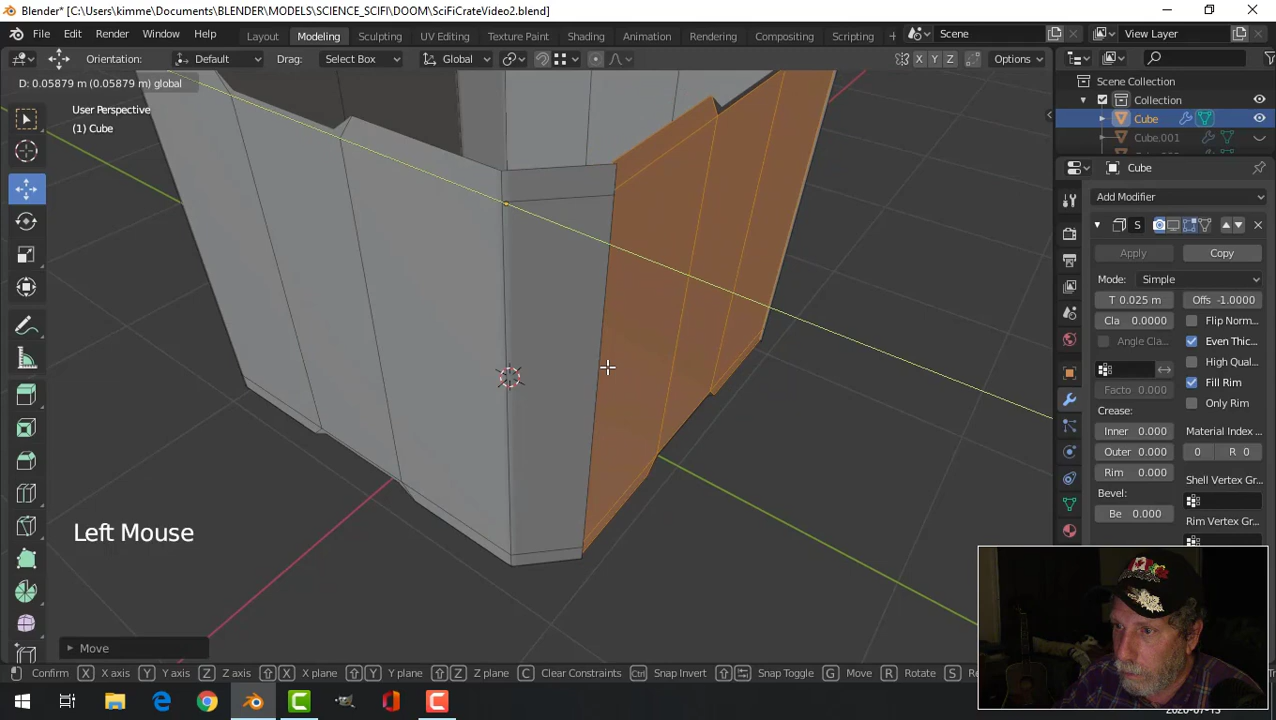 Blender* [C:\Users\kimme\Documents\BLENDER\MODELS\SCIENCE_SCIFI\DOOM\SciFiCrateVideo2.blend]
File Edit Render Window Help Layout Modeling Sculpting UV Editing Texture Paint Shading Animation Rendering Compositing Scripting + Scene View Layer
Orientation: Default Drag: Select Box Global X Y Z Options
D: 0.05879 m (0.05879 m) global
User Perspective
(1) Cube
Scene Collection
Collection
Cube
Cube.001
Cube
Add Modifier
S
Apply Copy
Mode: Simple
T 0.025 m Offs -1.0000
Cla 0.0000 Flip Norm...
Angle Cla... Even Thic...
High Qual...
Facto 0.000 Fill Rim
Only Rim
Crease:
Inner 0.000 Material Index ...
Outer 0.000 0 R 0
Rim 0.000 Shell Vertex Gr...
Bevel:
Be 0.000 Rim Vertex Gr...
Left Mouse
Move
Confirm X X axis Y Y axis Z Z axis X X plane Y Y plane Z Z plane C Clear Constraints Ctrl Snap Invert Snap Toggle G Move R Rotate S Re